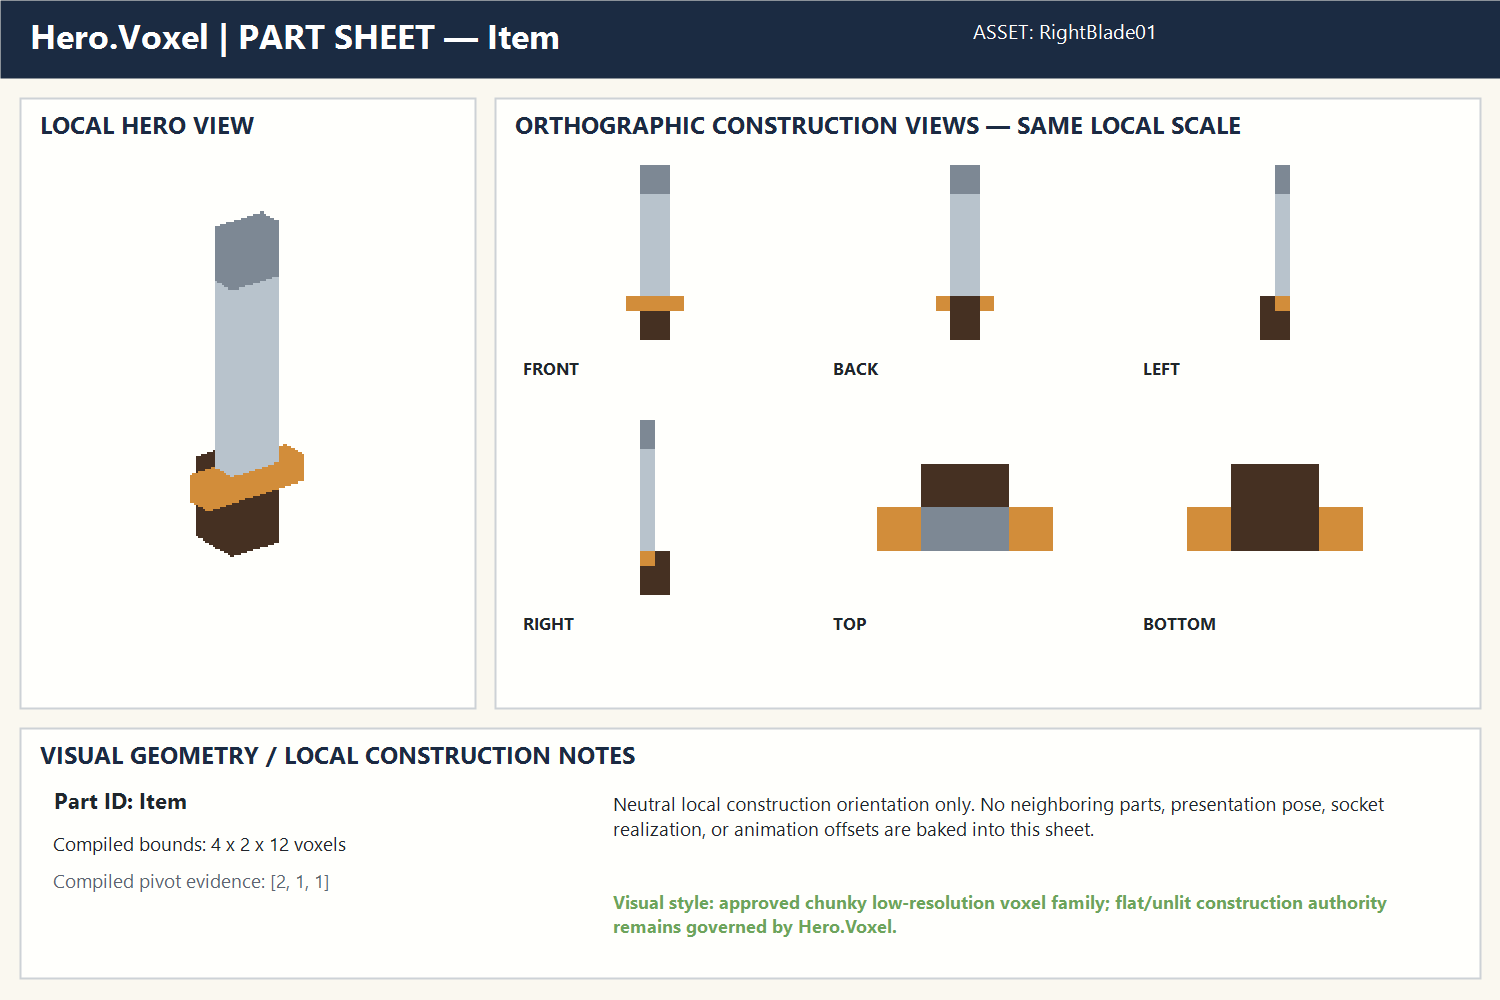 Hero.Voxel | PART SHEET — Item
ASSET: RightBlade01
LOCAL HERO VIEW
ORTHOGRAPHIC CONSTRUCTION VIEWS — SAME LOCAL SCALE
FRONT
BACK
LEFT
RIGHT
TOP
BOTTOM
VISUAL GEOMETRY / LOCAL CONSTRUCTION NOTES
Part ID: Item
Compiled bounds: 4 x 2 x 12 voxels
Compiled pivot evidence: [2, 1, 1]
Neutral local construction orientation only. No neighboring parts, presentation pose, socket
realization, or animation offsets are baked into this sheet.
Visual style: approved chunky low-resolution voxel family; flat/unlit construction authority
remains governed by Hero.Voxel.